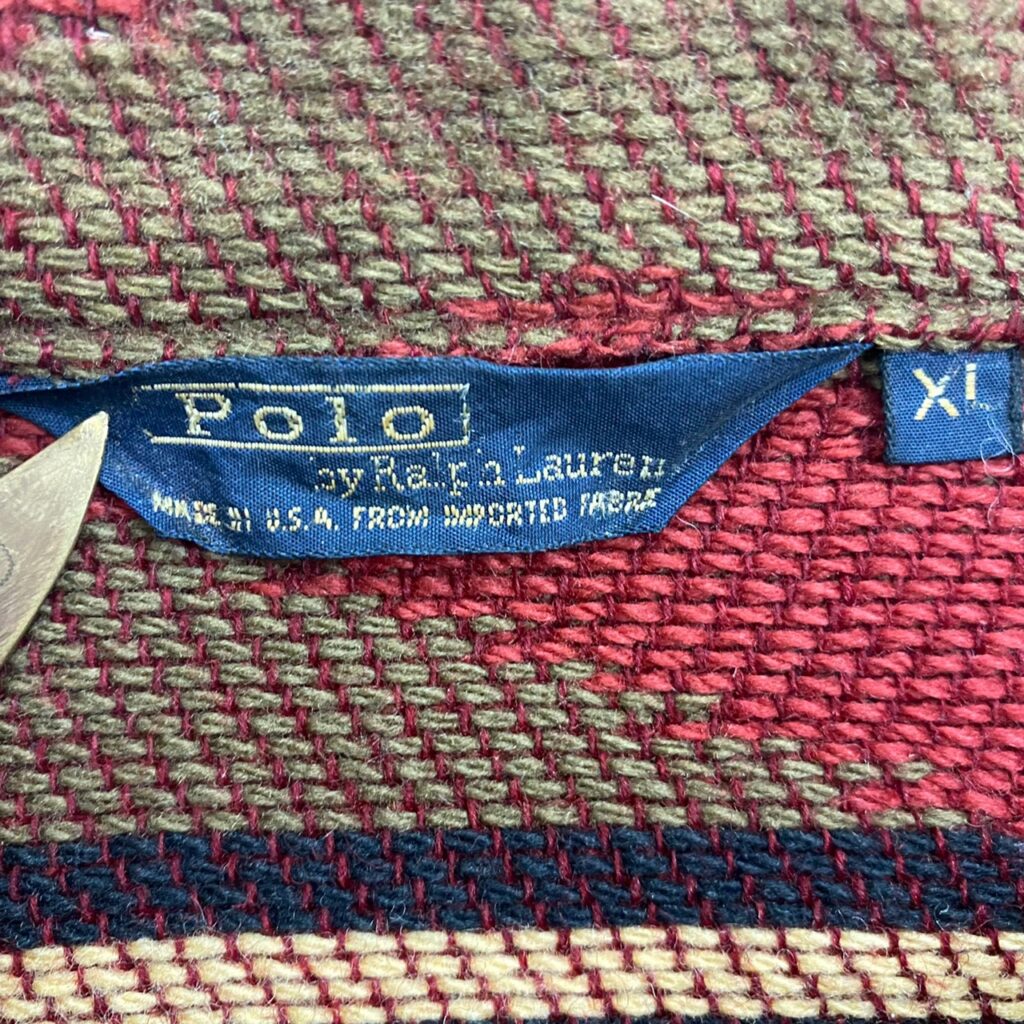 Polo
by Ralph Lauren
MADE IN U.S.A. FROM IMPORTED FABRIC
XL